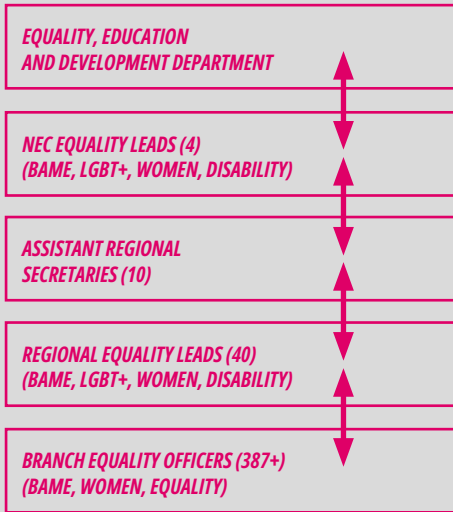 EQUALITY, EDUCATION
AND DEVELOPMENT DEPARTMENT
NEC EQUALITY LEADS (4)
(BAME, LGBT+, WOMEN, DISABILITY)
ASSISTANT REGIONAL
SECRETARIES (10)
REGIONAL EQUALITY LEADS (40)
(BAME, LGBT+, WOMEN, DISABILITY)
BRANCH EQUALITY OFFICERS (387+)
(BAME, WOMEN, EQUALITY)